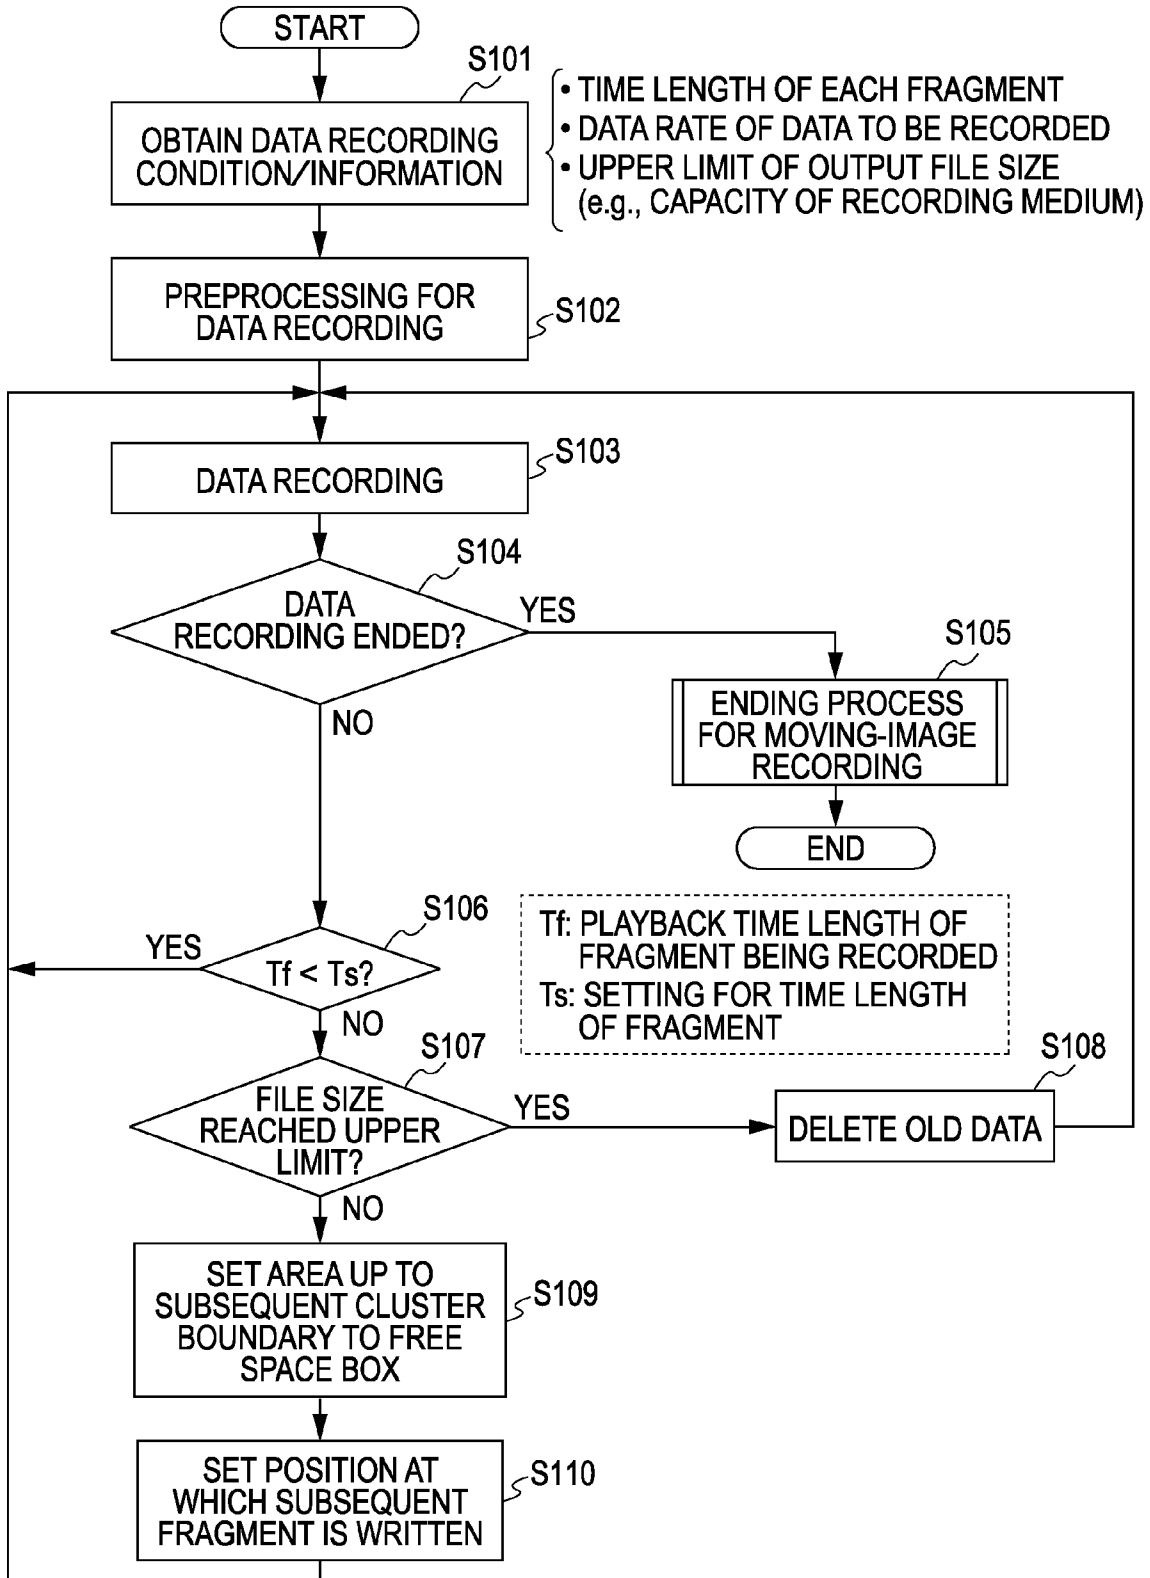 START
S101
OBTAIN DATA RECORDING
CONDITION/INFORMATION
• TIME LENGTH OF EACH FRAGMENT
• DATA RATE OF DATA TO BE RECORDED
• UPPER LIMIT OF OUTPUT FILE SIZE
(e.g., CAPACITY OF RECORDING MEDIUM)
PREPROCESSING FOR
DATA RECORDING
S102
DATA RECORDING
S103
S104
DATA
RECORDING ENDED?
YES
NO
S105
ENDING PROCESS
FOR MOVING-IMAGE
RECORDING
END
S106
YES
Tf < Ts?
NO
Tf: PLAYBACK TIME LENGTH OF
FRAGMENT BEING RECORDED
Ts: SETTING FOR TIME LENGTH
OF FRAGMENT
S107
FILE SIZE
REACHED UPPER
LIMIT?
YES
NO
S108
DELETE OLD DATA
SET AREA UP TO
SUBSEQUENT CLUSTER
BOUNDARY TO FREE
SPACE BOX
S109
SET POSITION AT
WHICH SUBSEQUENT
FRAGMENT IS WRITTEN
S110